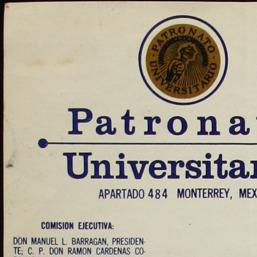 PATRONATO UNIVERSITARIO
Patrona
Universitar
APARTADO 484 MONTERREY, MEX
COMISION EJECUTIVA:
DON MANUEL L. BARRAGAN, PRESIDEN-
TE; C. P. DON RAMON CARDENAS CO-